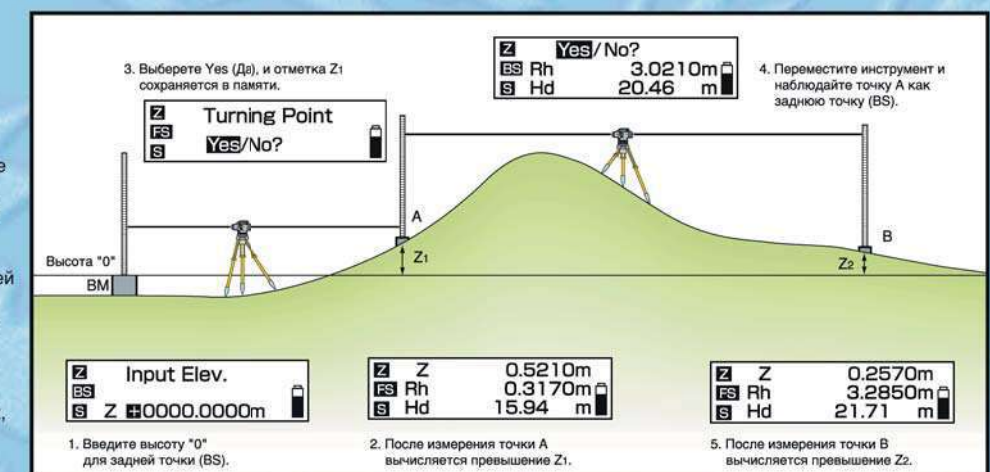 3. Выберете Yes (Да), и отметка Z1
сохраняется в памяти.
Z
FS
S
Turning Point
Yes/No?
Z Yes/No?
BS Rh 3.0210m
S Hd 20.46 m
4. Переместите инструмент и
наблюдайте точку А как
заднюю точку (BS).
A
Z1
B
Z2
Высота "0"
BM
Z Input Elev.
BS
S Z +0000.0000m
1. Введите высоту "0"
для задней точки (BS).
Z Z 0.5210m
FS Rh 0.3170m
S Hd 15.94 m
2. После измерения точки А
вычисляется превышение Z1.
Z Z 0.2570m
FS Rh 3.2850m
S Hd 21.71 m
5. После измерения точки В
вычисляется превышение Z2.